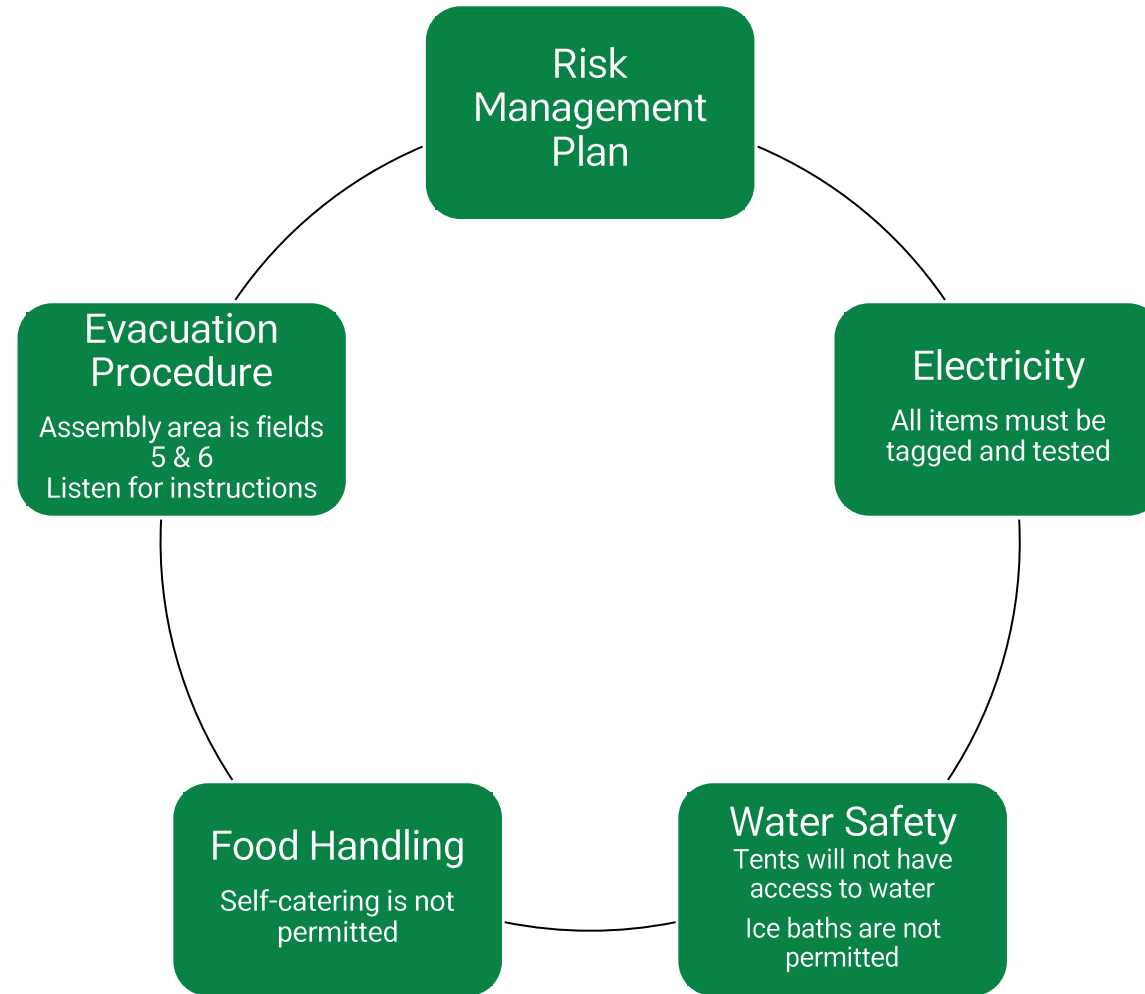 Risk
Management
Plan
Electricity
All items must be
tagged and tested
Water Safety
Tents will not have
access to water
Ice baths are not
permitted
Food Handling
Self-catering is not
permitted
Evacuation
Procedure
Assembly area is fields
5 & 6
Listen for instructions